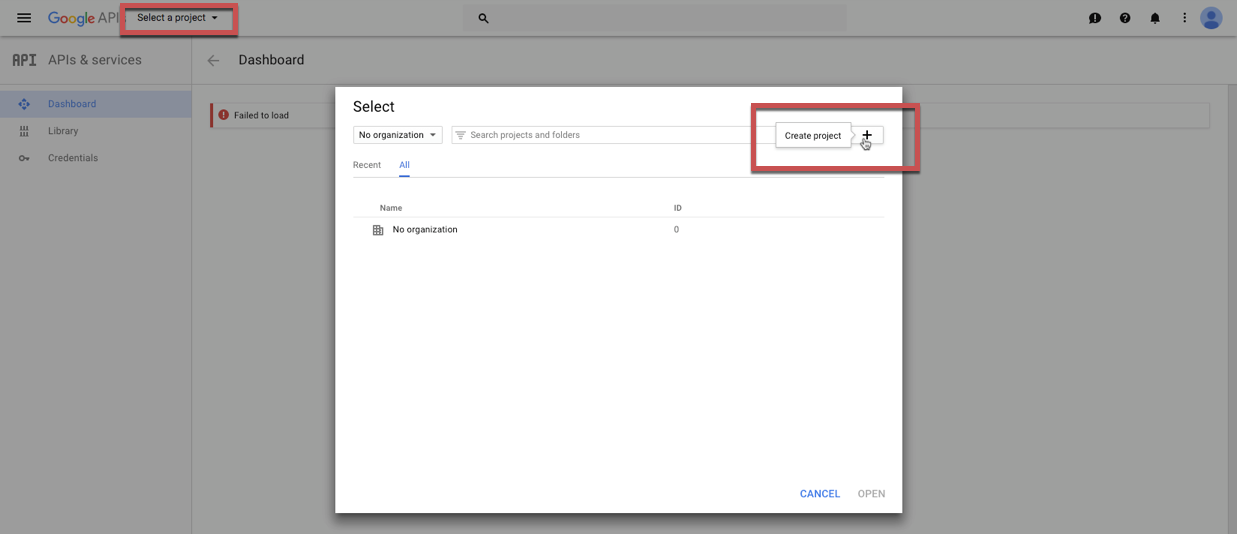 Google API
Select a project
API APIs & services
Dashboard
Dashboard
Library
Credentials
Failed to load
Select
No organization
Search projects and folders
Create project
Recent
All
Name ID
No organization 0
CANCEL OPEN